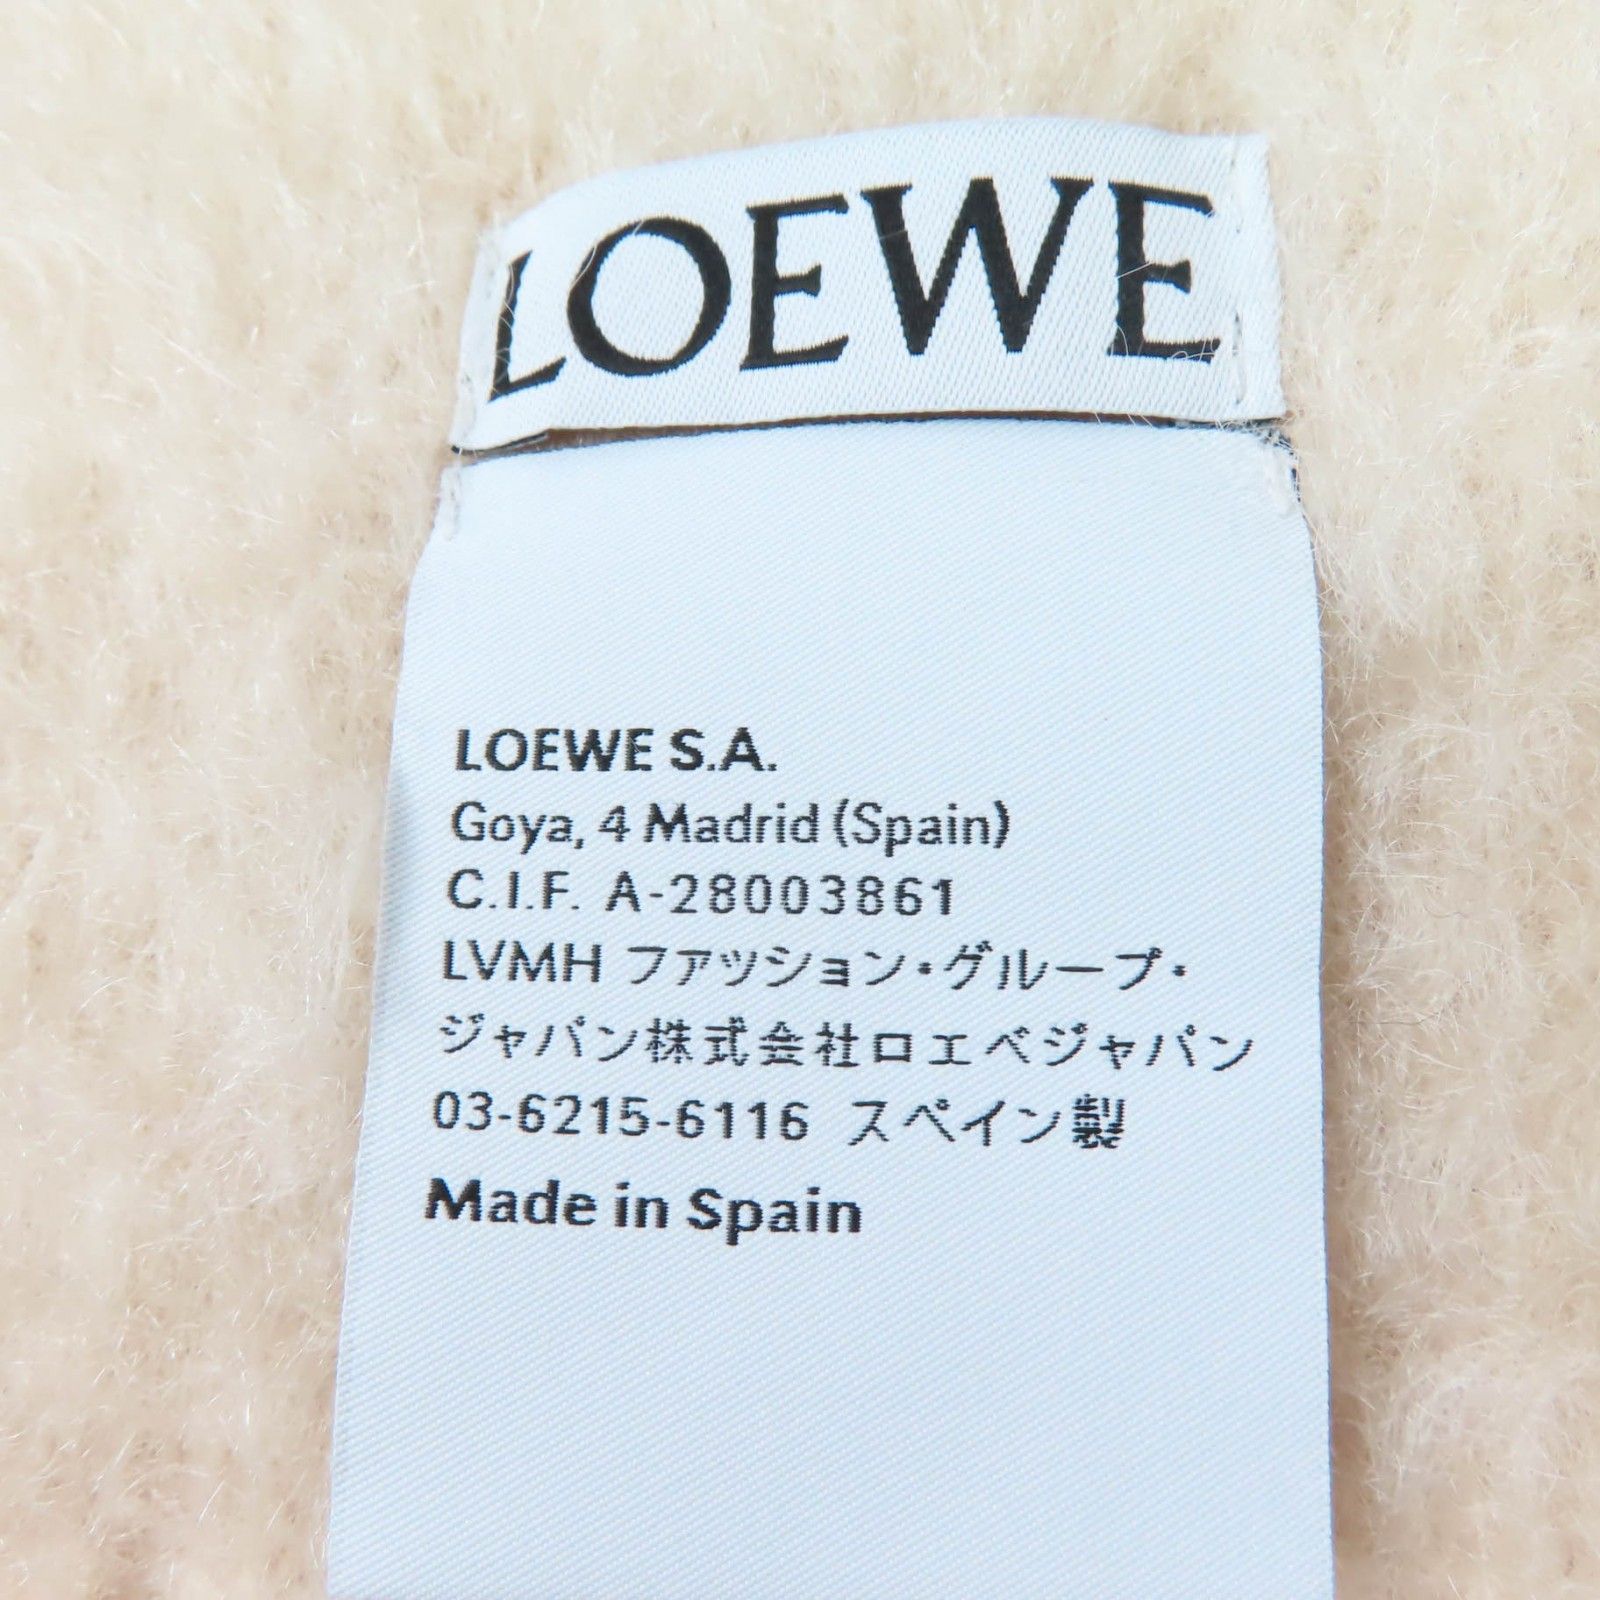 LOEWE
LOEWE S.A.
Goya, 4 Madrid (Spain)
C.I.F. A-28003861
LVMH ファッション・グループ・
ジャパン株式会社ロエベジャパン
03-6215-6116 スペイン製
Made in Spain